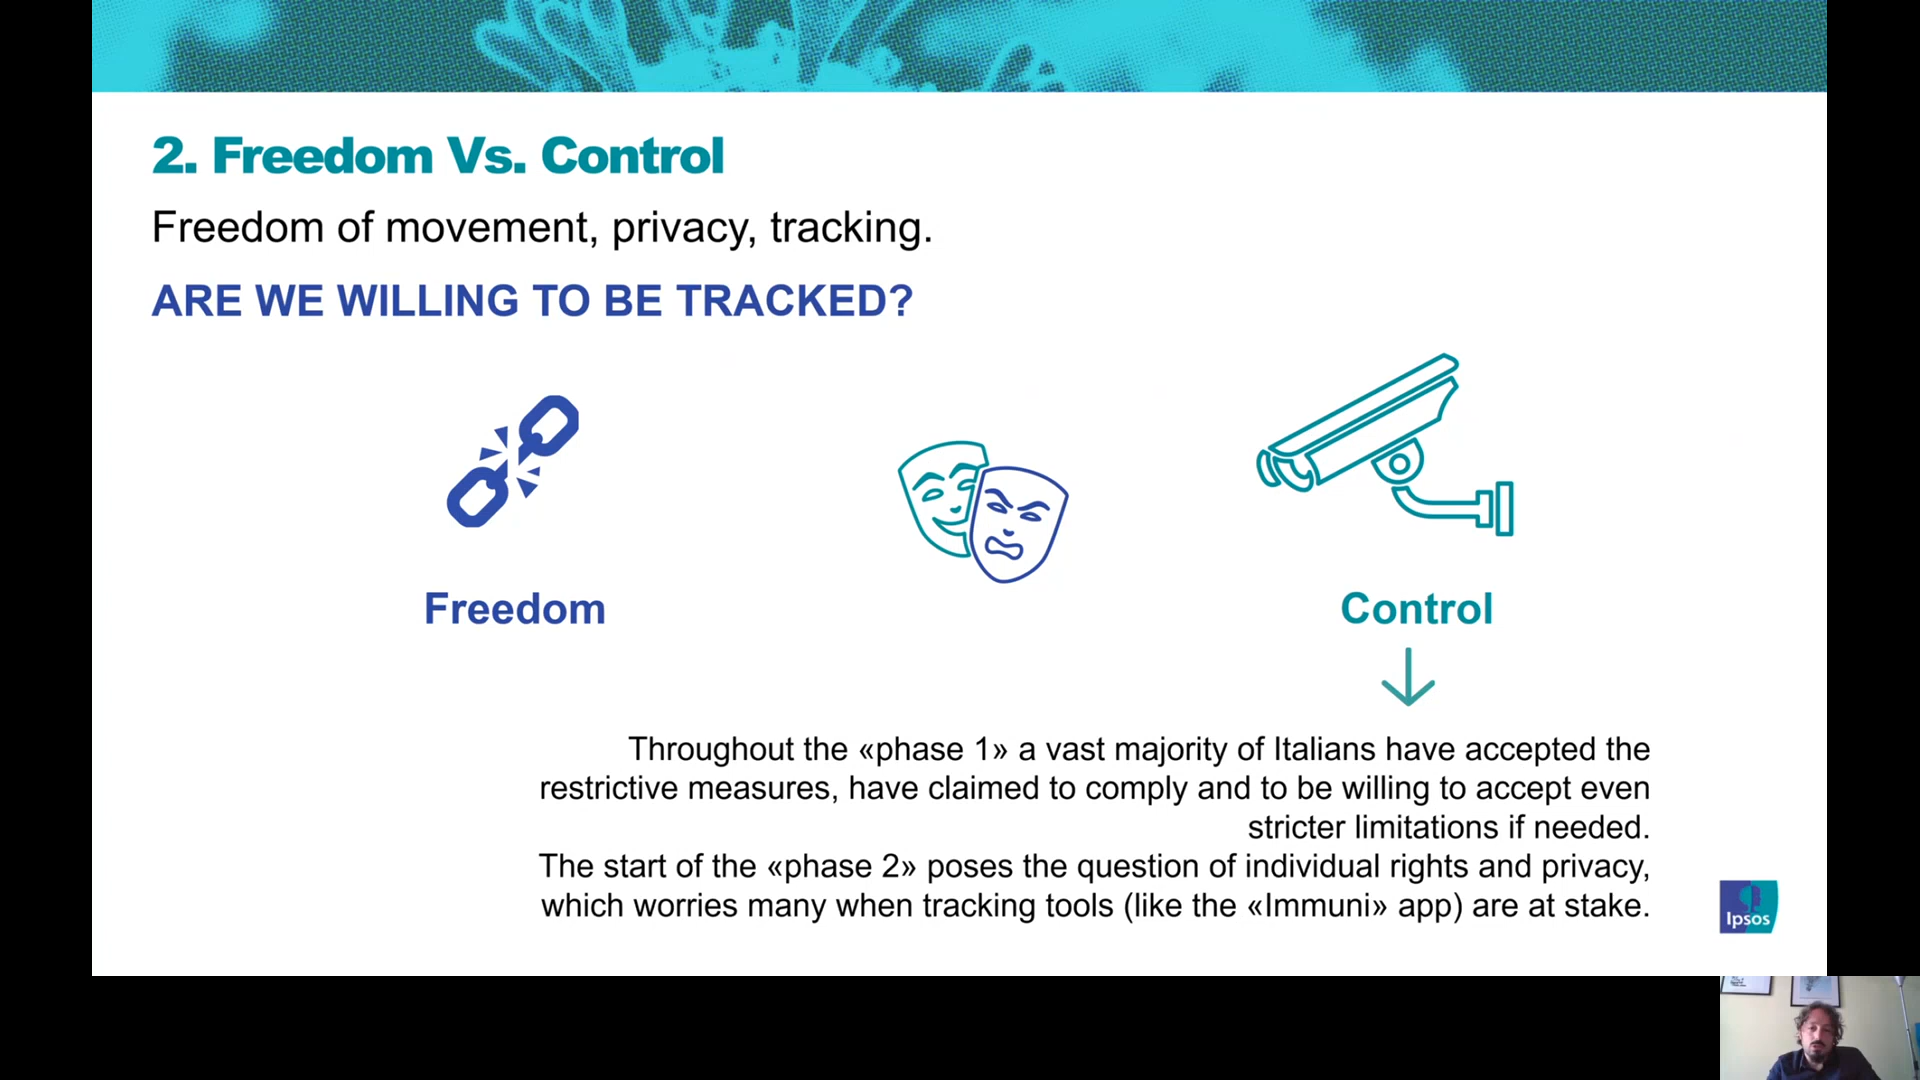 2. Freedom Vs. Control
Freedom of movement, privacy, tracking.
ARE WE WILLING TO BE TRACKED?
Freedom
Control
Throughout the «phase 1» a vast majority of Italians have accepted the
restrictive measures, have claimed to comply and to be willing to accept even
stricter limitations if needed.
The start of the «phase 2» poses the question of individual rights and privacy,
which worries many when tracking tools (like the «Immuni» app) are at stake.
Ipsos